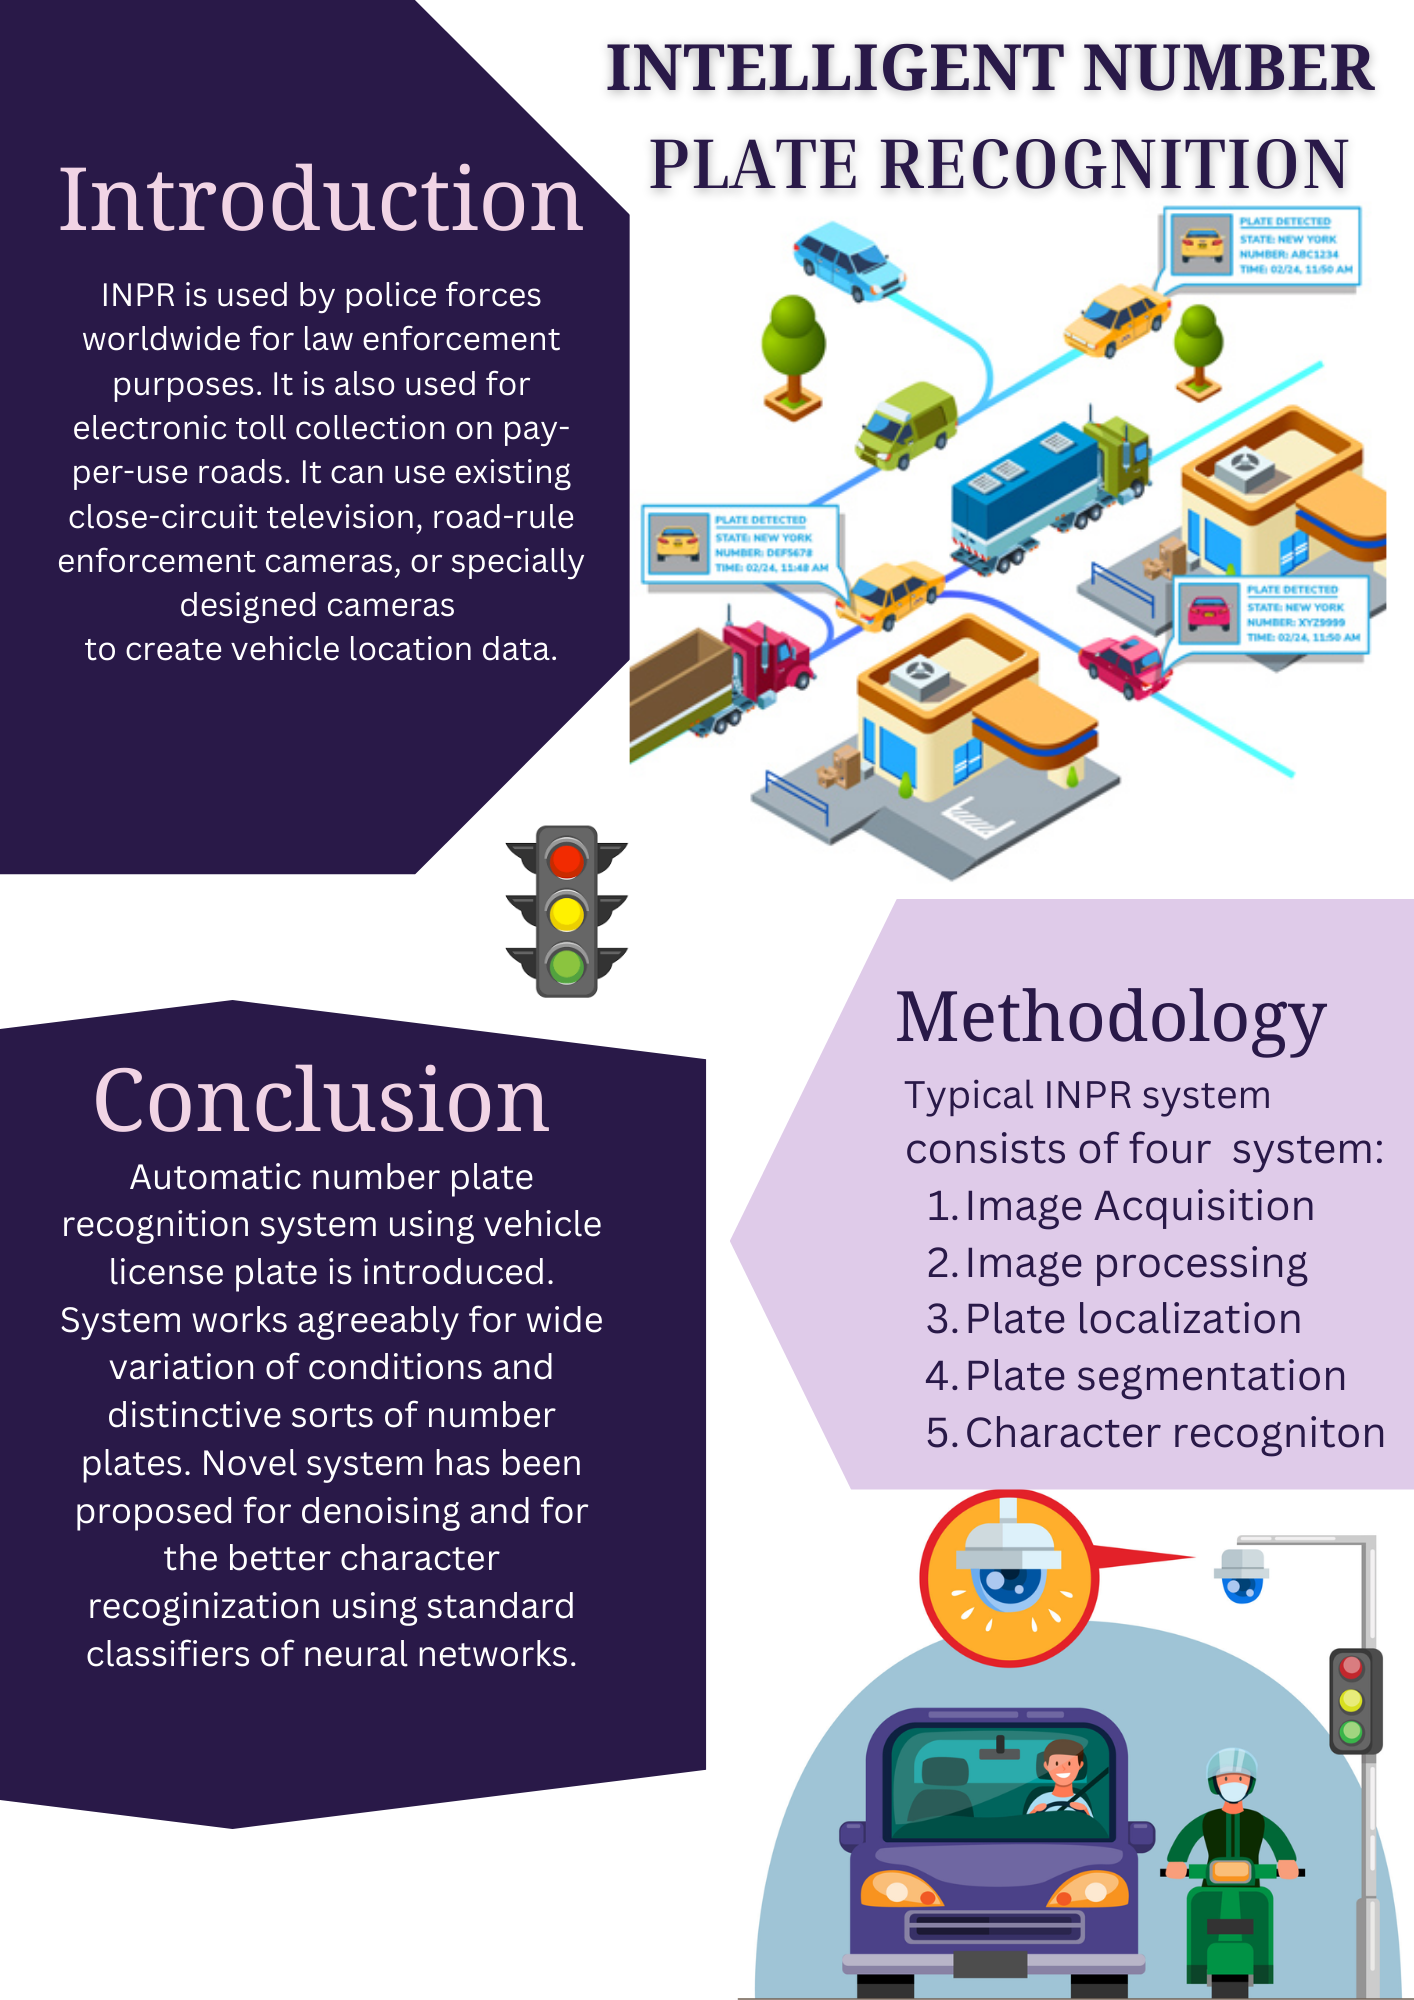 INTELLIGENT NUMBER
PLATE RECOGNITION
Introduction
INPR is used by police forces
worldwide for law enforcement
purposes. It is also used for
electronic toll collection on pay-
per-use roads. It can use existing
close-circuit television, road-rule
enforcement cameras, or specially
designed cameras
to create vehicle location data.
PLATE DETECTED
STATE: NEW YORK
NUMBER: ABC1234
TIME: 02/24, 11:50 AM
PLATE DETECTED
STATE: NEW YORK
NUMBER: DEF5678
TIME: 02/24, 11:48 AM
PLATE DETECTED
STATE: NEW YORK
NUMBER: XYZ9999
TIME: 02/24, 11:50 AM
Methodology
Typical INPR system
consists of four  system:
1. Image Acquisition
2. Image processing
3. Plate localization
4. Plate segmentation
5. Character recogniton
Conclusion
Automatic number plate
recognition system using vehicle
license plate is introduced.
System works agreeably for wide
variation of conditions and
distinctive sorts of number
plates. Novel system has been
proposed for denoising and for
the better character
recoginization using standard
classifiers of neural networks.